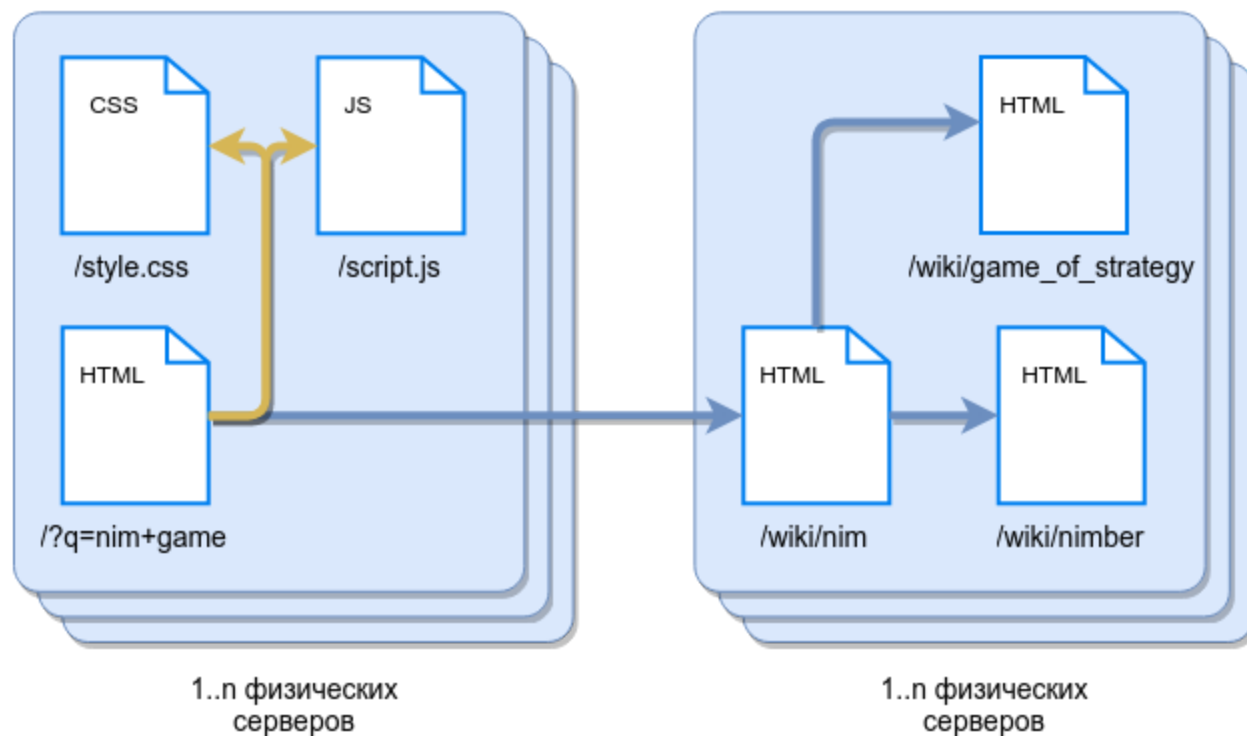 CSS
JS
/style.css
/script.js
HTML
/?q=nim+game
1..n физических
серверов
HTML
/wiki/game_of_strategy
HTML
HTML
/wiki/nim
/wiki/nimber
1..n физических
серверов